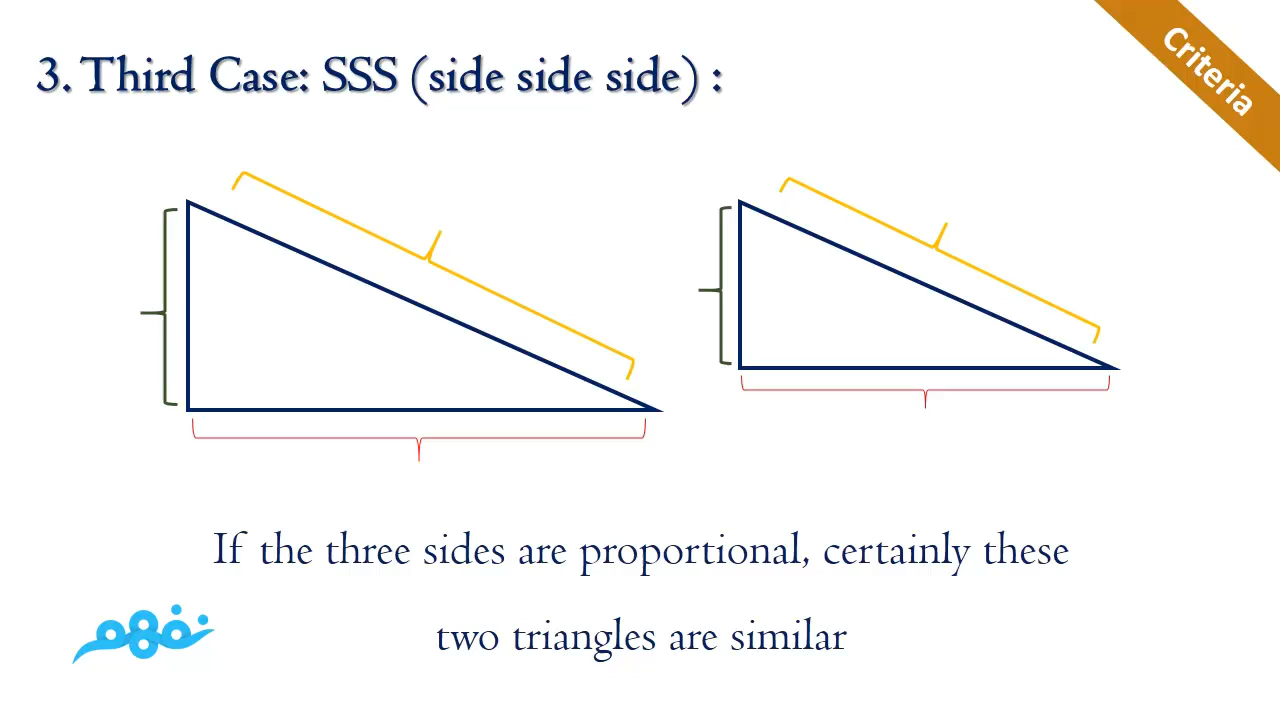 3. Third Case: SSS (side side side) :
Criteria
If the three sides are proportional, certainly these
two triangles are similar
نفهم